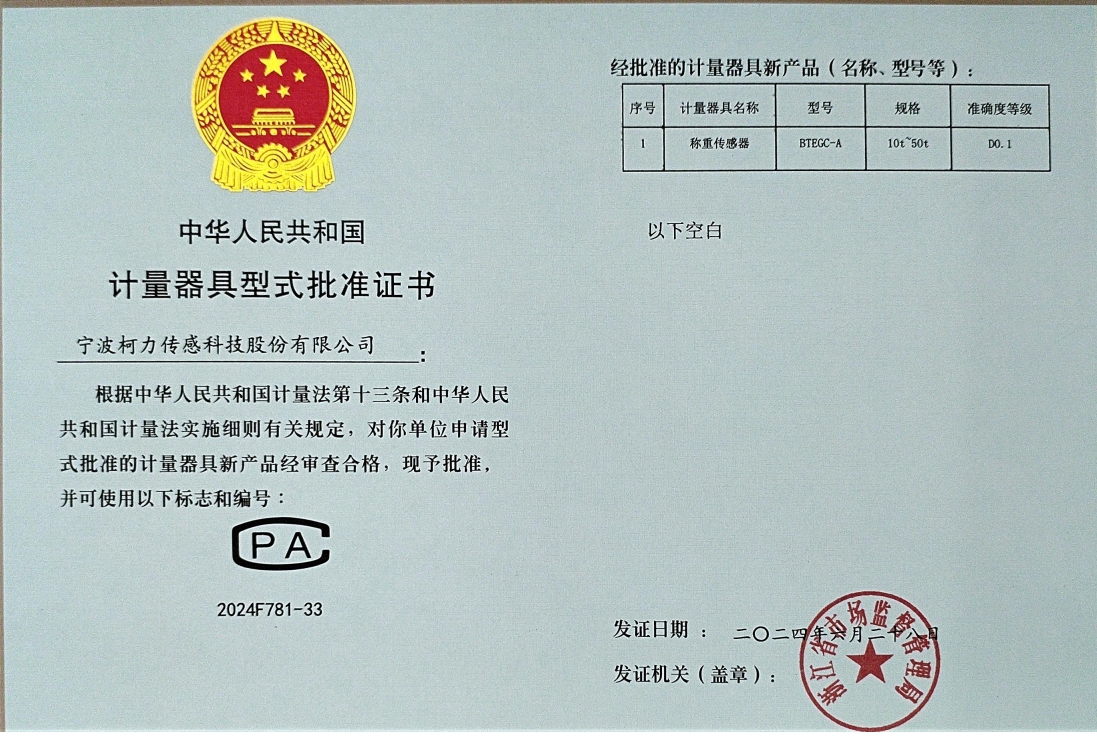 中华人民共和国
计量器具型式批准证书
宁波柯力传感科技股份有限公司：
根据中华人民共和国计量法第十三条和中华人民
共和国计量法实施细则有关规定，对你单位申请型
式批准的计量器具新产品经审查合格，现予批准，
并可使用以下标志和编号：
CPA
2024F781-33
经批准的计量器具新产品（名称、型号等）：
序号 计量器具名称 型号 规格 准确度等级
1 称重传感器 BTEGC-A 10t~50t D0.1
以下空白
发证日期： 二〇二四年六月二十八日
发证机关（盖章）：
浙江省市场监督管理局